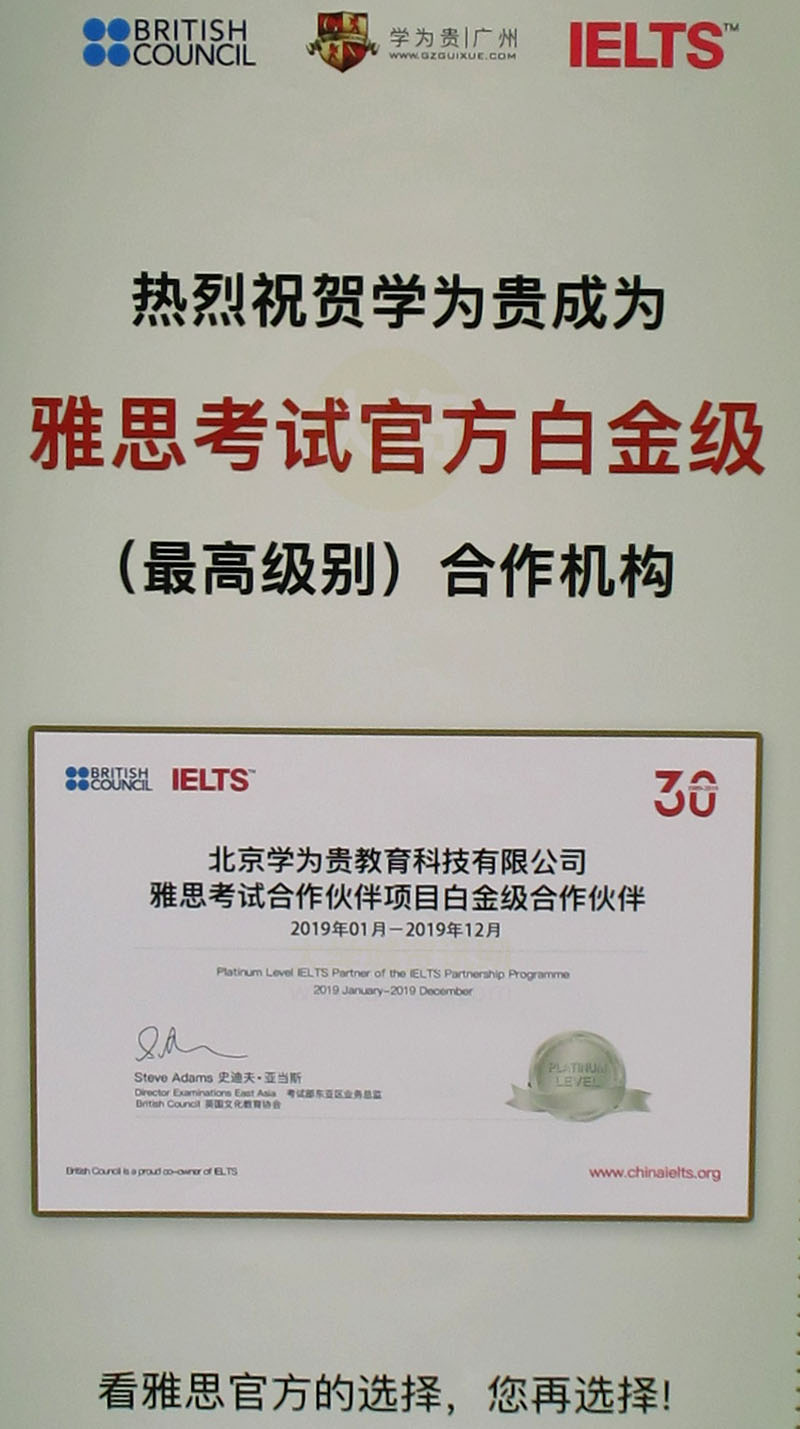 BRITISH
COUNCIL
学为贵|广州
WWW.GZGUIXUE.COM
IELTS™
热烈祝贺学为贵成为
雅思考试官方白金级
（最高级别）合作机构
BRITISH
COUNCIL
IELTS™
30
北京学为贵教育科技有限公司
雅思考试合作伙伴项目白金级合作伙伴
2019年01月－2019年12月
Platinum Level IELTS Partner of the IELTS Partnership Programme
2019 January-2019 December
Steve Adams 史迪夫·亚当斯
Director Examinations East Asia 考试部东亚区业务总监
British Council 英国文化教育协会
PLATINUM
LEVEL
British Council is a proud co-owner of IELTS
www.chinaielts.org
看雅思官方的选择，您再选择!